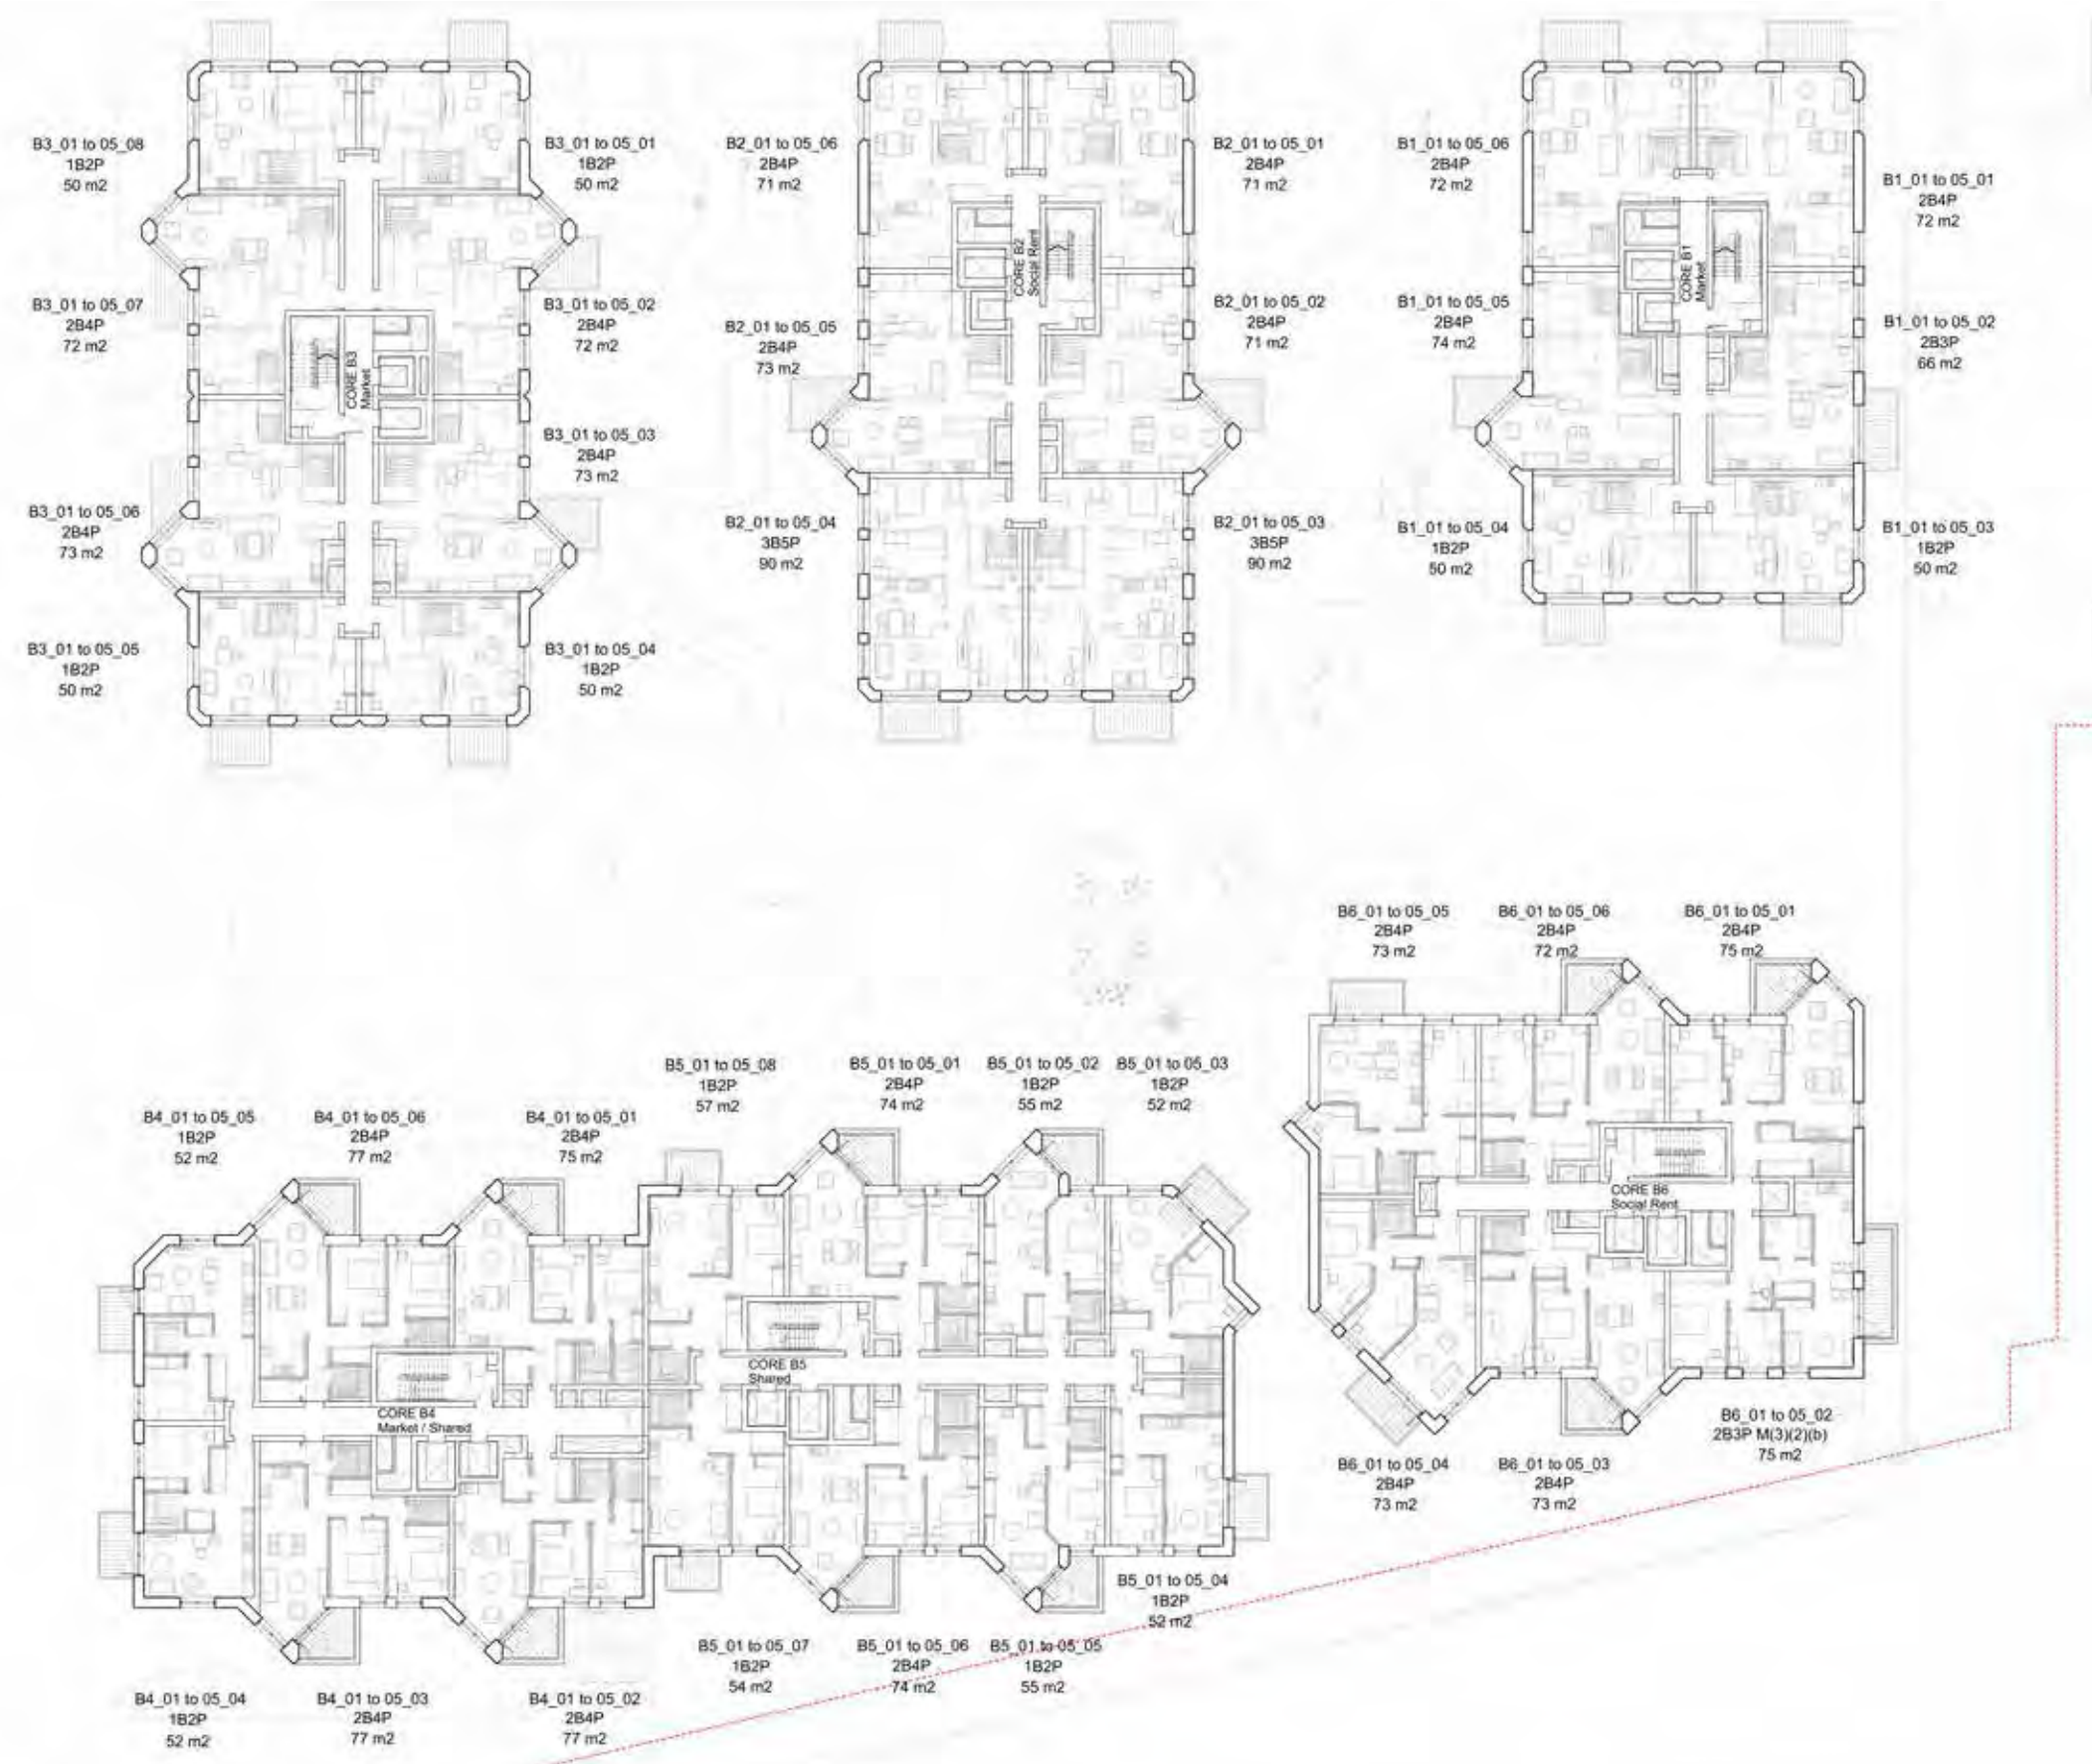 B3_01 to 05_08
1B2P
50 m2
B3_01 to 05_01
1B2P
50 m2
B3_01 to 05_07
2B4P
72 m2
B3_01 to 05_02
2B4P
72 m2
CORE B3
Market
B3_01 to 05_03
2B4P
73 m2
B3_01 to 05_06
2B4P
73 m2
B3_01 to 05_05
1B2P
50 m2
B3_01 to 05_04
1B2P
50 m2
B2_01 to 05_06
2B4P
71 m2
B2_01 to 05_01
2B4P
71 m2
CORE B2
Social Rent
B2_01 to 05_05
2B4P
73 m2
B2_01 to 05_02
2B4P
71 m2
B2_01 to 05_04
3B5P
90 m2
B2_01 to 05_03
3B5P
90 m2
B1_01 to 05_06
2B4P
72 m2
B1_01 to 05_01
2B4P
72 m2
CORE B1
Market
B1_01 to 05_05
2B4P
74 m2
B1_01 to 05_02
2B3P
66 m2
B1_01 to 05_04
1B2P
50 m2
B1_01 to 05_03
1B2P
50 m2
B6_01 to 05_05
2B4P
73 m2
B6_01 to 05_06
2B4P
72 m2
B6_01 to 05_01
2B4P
75 m2
CORE B6
Social Rent
B6_01 to 05_04
2B4P
73 m2
B6_01 to 05_03
2B4P
73 m2
B6_01 to 05_02
2B3P M(3)(2)(b)
75 m2
B4_01 to 05_05
1B2P
52 m2
B4_01 to 05_06
2B4P
77 m2
B4_01 to 05_01
2B4P
75 m2
CORE B4
Market / Shared
B4_01 to 05_04
1B2P
52 m2
B4_01 to 05_03
2B4P
77 m2
B4_01 to 05_02
2B4P
77 m2
B5_01 to 05_08
1B2P
57 m2
B5_01 to 05_01
2B4P
74 m2
B5_01 to 05_02
1B2P
55 m2
B5_01 to 05_03
1B2P
52 m2
CORE B5
Shared
B5_01 to 05_07
1B2P
54 m2
B5_01 to 05_06
2B4P
74 m2
B5_01 to 05_05
1B2P
55 m2
B5_01 to 05_04
1B2P
52 m2